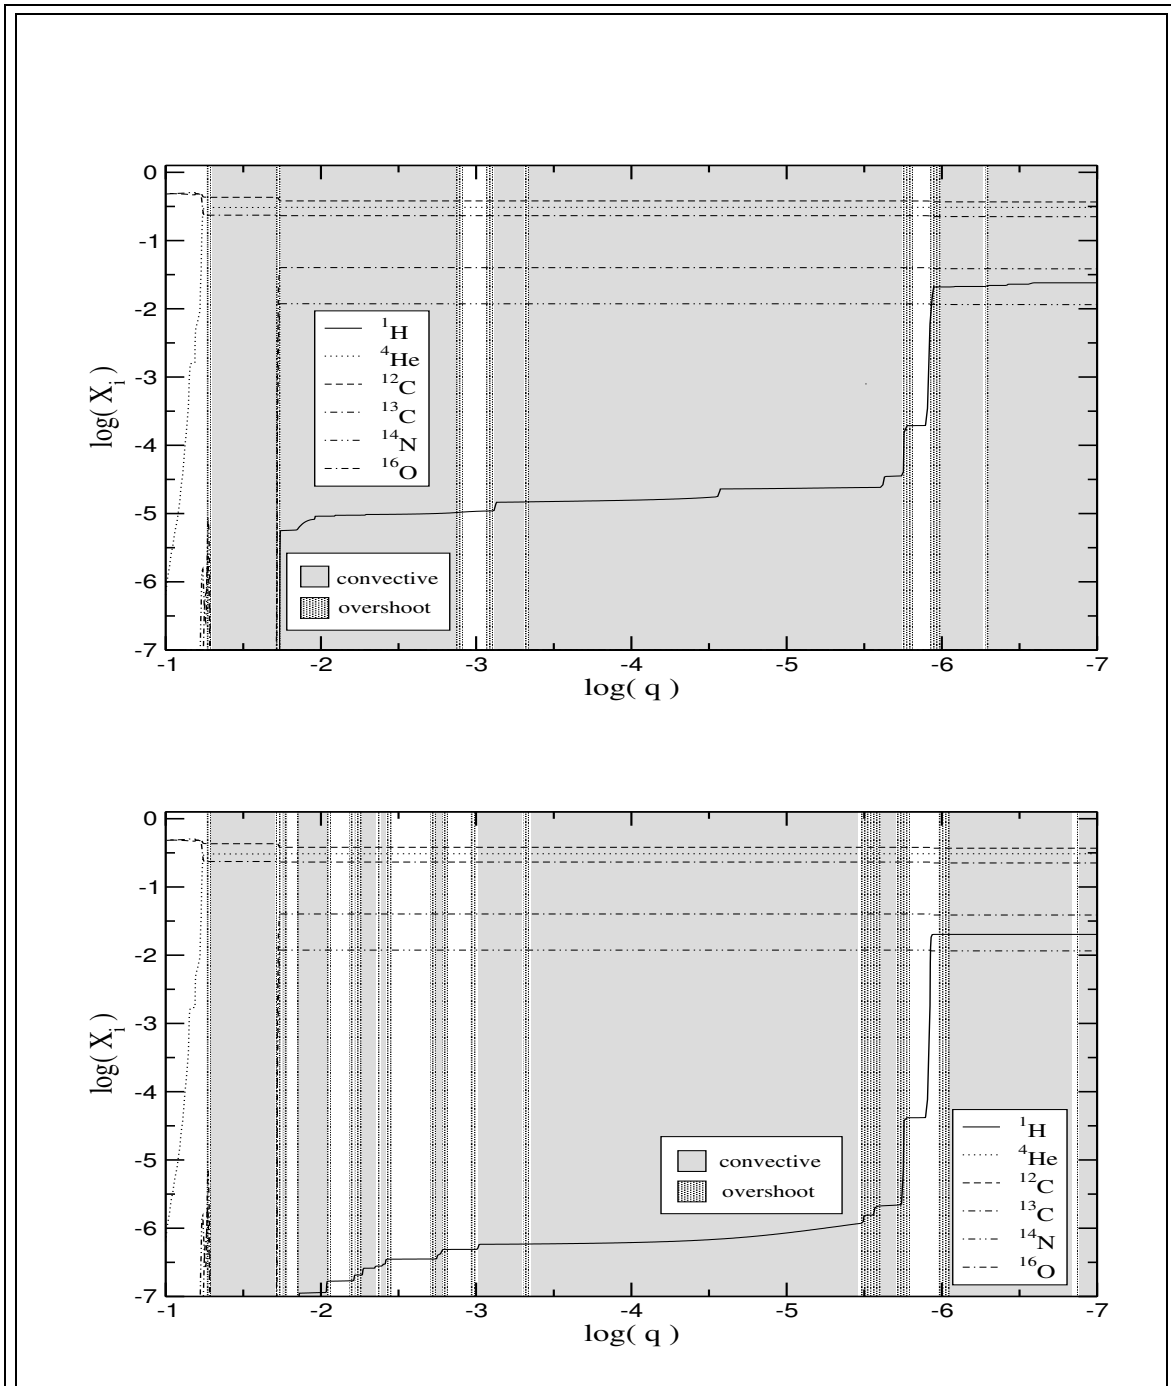 0
-1
-2
-3
-4
-5
-6
-7
log( X_i )
¹H
⁴He
¹²C
¹³C
¹⁴N
¹⁶O
convective
overshoot
-1 -2 -3 -4 -5 -6 -7
log( q )
0
-1
-2
-3
-4
-5
-6
-7
log( X_i )
convective
overshoot
¹H
⁴He
¹²C
¹³C
¹⁴N
¹⁶O
-1 -2 -3 -4 -5 -6 -7
log( q )